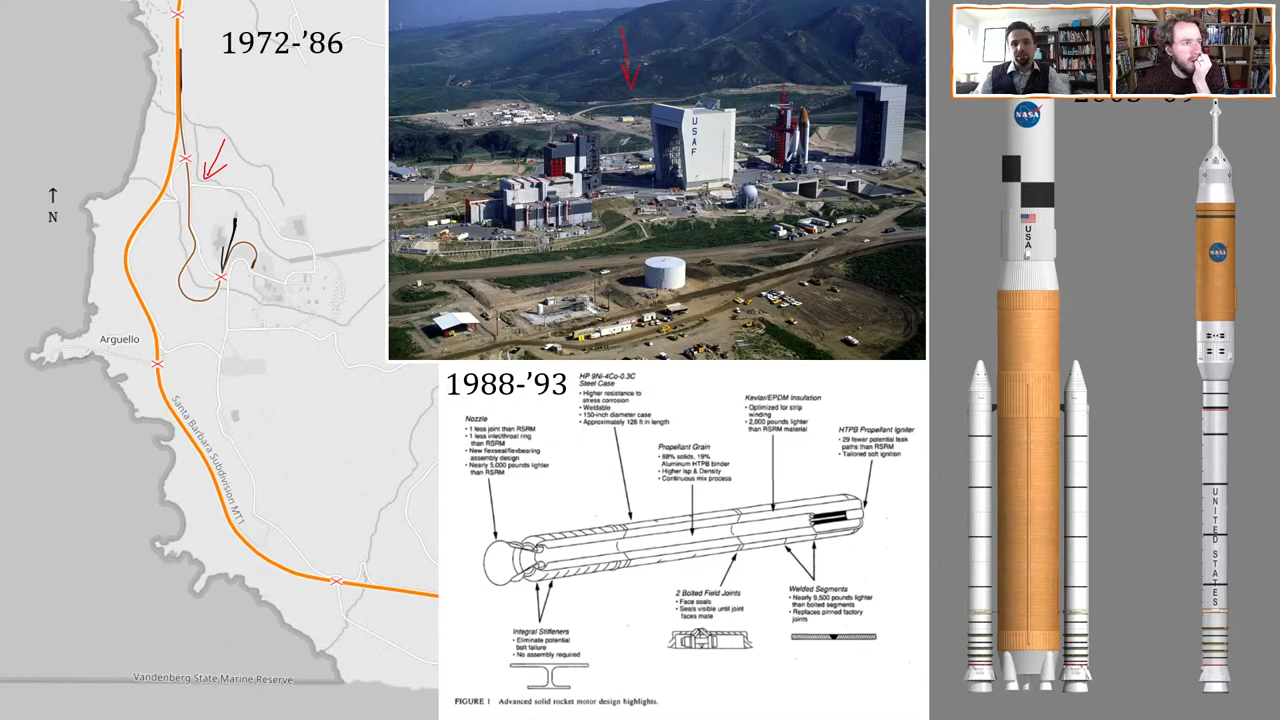 1972-'86
↑
N
Arguello
Santa Barbara Subdivision MT1
Vandenberg State Marine Reserve
USAF
1988-'93
HP 9Ni-4Co-0.3C
Steel Case
• Higher resistance to
stress corrosion
• Weldable
• 150-inch diameter case
• Approximately 126 ft in length
Nozzle
• 1 less joint than RSRM
• 1 less inlet/throat ring
than RSRM
• New flexseal/flexbearing
assembly design
• Nearly 5,000 pounds lighter
than RSRM
Propellant Grain
• 88% solids, 19%
Aluminum HTPB binder
• Higher Isp & Density
• Continuous mix process
Kevlar/EPDM Insulation
• Optimized for strip
winding
• 2,000 pounds lighter
than RSRM material
HTPB Propellant Igniter
• 29 fewer potential leak
paths than RSRM
• Tailored soft ignition
Integral Stiffeners
• Eliminate potential
bolt failure
• No assembly required
2 Bolted Field Joints
• Face seals
• Seals visible until joint
faces mate
Welded Segments
• Nearly 9,500 pounds lighter
than bolted segments
• Replaces pinned factory
joints
FIGURE 1 Advanced solid rocket motor design highlights.
NASA
USA
NASA
UNITED STATES